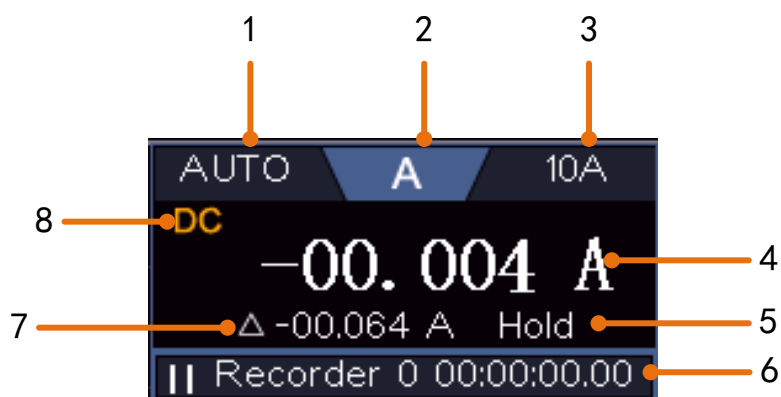 1 2 3
AUTO A 10A
8 DC
-00.004 A 4
7 △ -00.064 A Hold 5
|| Recorder 0 00:00:00.00 6